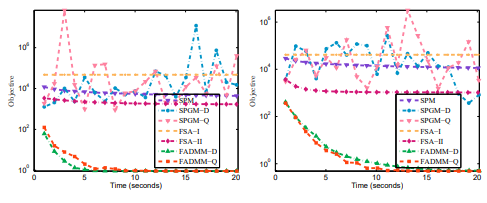 10^6
10^4
10^2
10^0
Objective
0
5
10
15
20
Time (seconds)
SPM
SPGM-D
SPGM-Q
FSA-I
FSA-II
FADMM-D
FADMM-Q
10^6
10^4
10^2
10^0
Objective
0
5
10
15
20
Time (seconds)
SPM
SPGM-D
SPGM-Q
FSA-I
FSA-II
FADMM-D
FADMM-Q